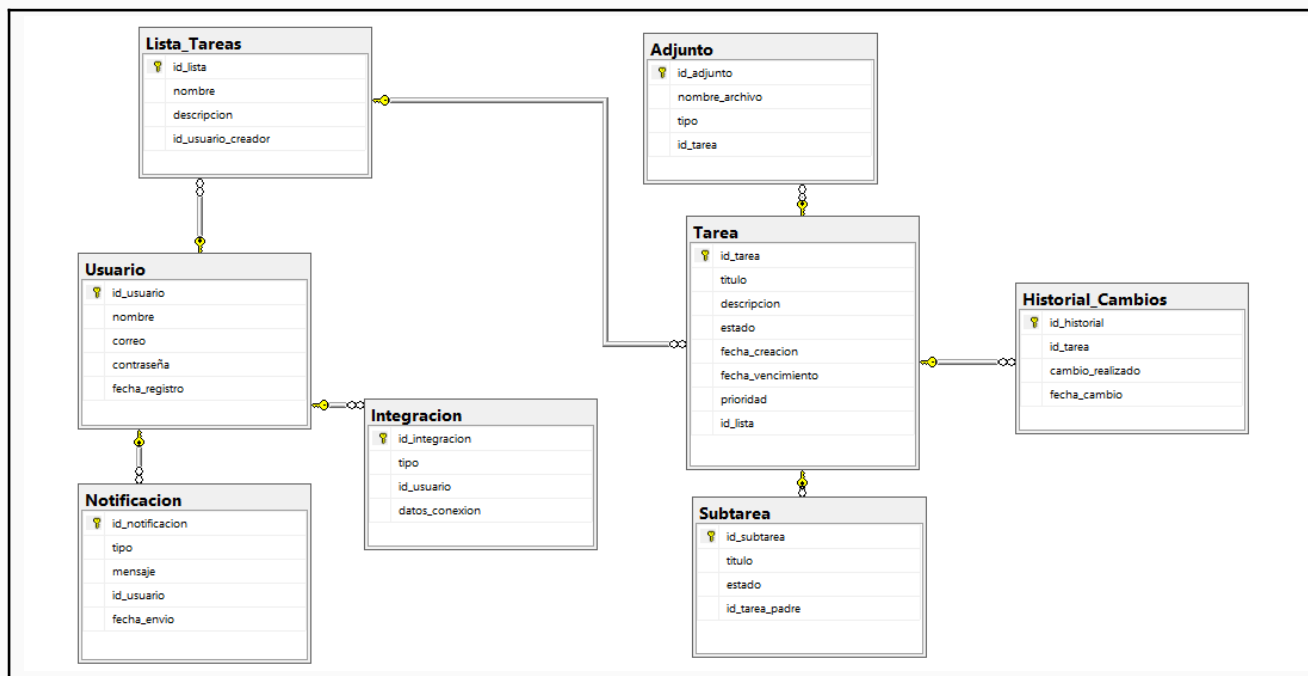 Lista_Tareas
id_lista
nombre
descripcion
id_usuario_creador
Adjunto
id_adjunto
nombre_archivo
tipo
id_tarea
Tarea
id_tarea
titulo
descripcion
estado
fecha_creacion
fecha_vencimiento
prioridad
id_lista
Usuario
id_usuario
nombre
correo
contraseña
fecha_registro
Historial_Cambios
id_historial
id_tarea
cambio_realizado
fecha_cambio
Integracion
id_integracion
tipo
id_usuario
datos_conexion
Notificacion
id_notificacion
tipo
mensaje
id_usuario
fecha_envio
Subtarea
id_subtarea
titulo
estado
id_tarea_padre